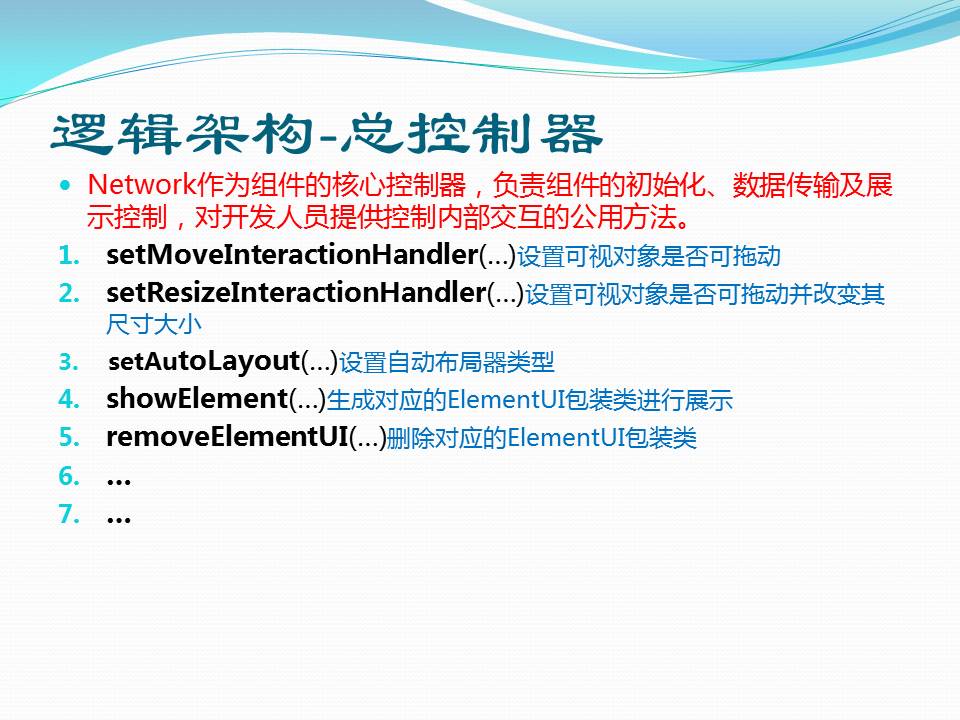 逻辑架构-总控制器
• Network作为组件的核心控制器，负责组件的初始化、数据传输及展
示控制，对开发人员提供控制内部交互的公用方法。
1. setMoveInteractionHandler(…)设置可视对象是否可拖动
2. setResizeInteractionHandler(…)设置可视对象是否可拖动并改变其
尺寸大小
3. setAutoLayout(…)设置自动布局器类型
4. showElement(…)生成对应的ElementUI包装类进行展示
5. removeElementUI(…)删除对应的ElementUI包装类
6. …
7. …